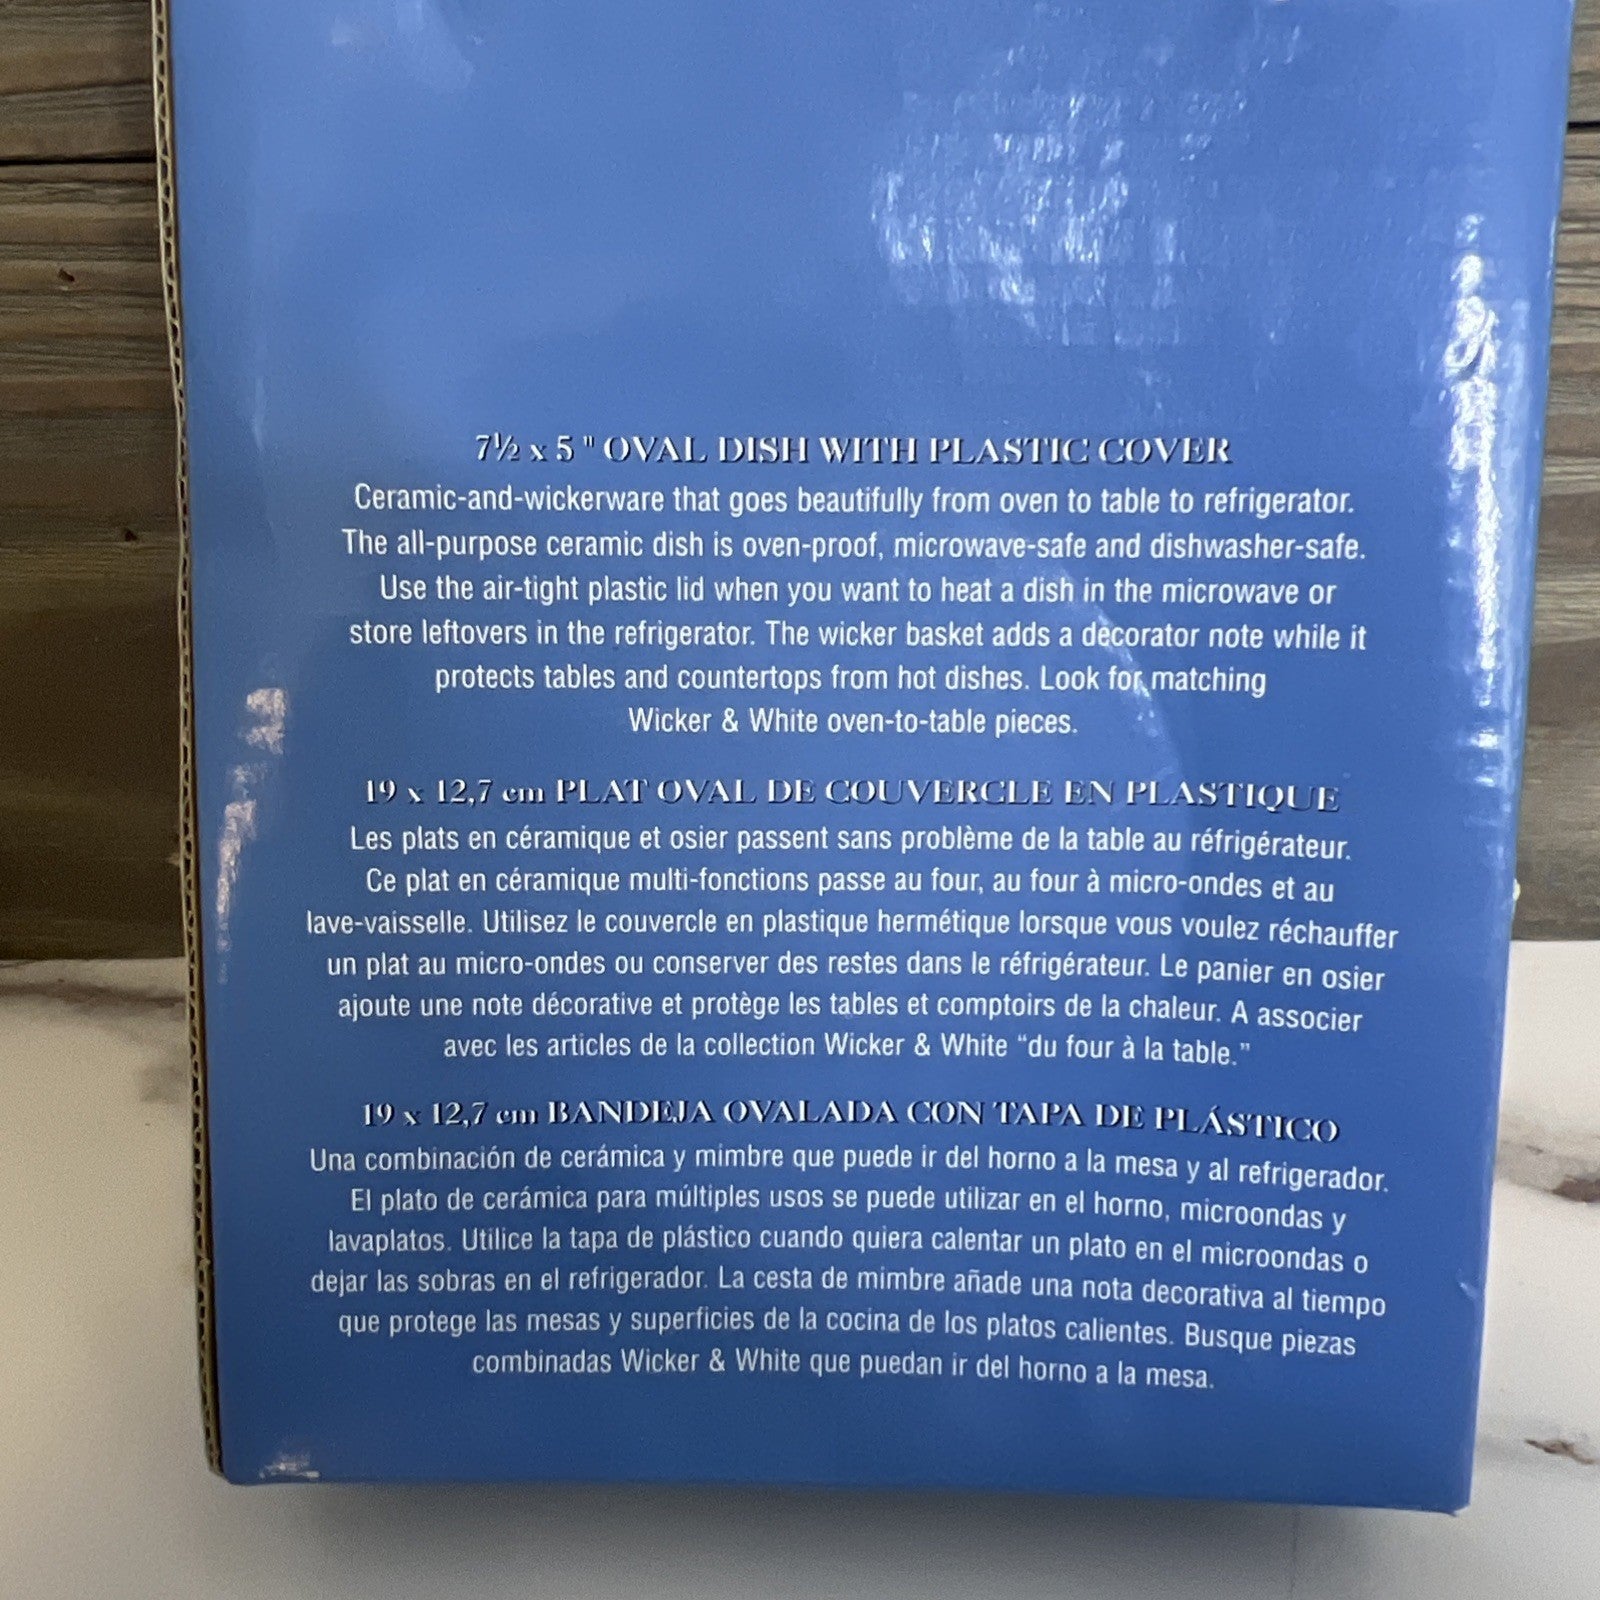 7½ x 5 " OVAL DISH WITH PLASTIC COVER
Ceramic-and-wickerware that goes beautifully from oven to table to refrigerator.
The all-purpose ceramic dish is oven-proof, microwave-safe and dishwasher-safe.
Use the air-tight plastic lid when you want to heat a dish in the microwave or
store leftovers in the refrigerator. The wicker basket adds a decorator note while it
protects tables and countertops from hot dishes. Look for matching
Wicker & White oven-to-table pieces.
19 x 12,7 cm PLAT OVAL DE COUVERCLE EN PLASTIQUE
Les plats en céramique et osier passent sans problème de la table au réfrigérateur.
Ce plat en céramique multi-fonctions passe au four, au four à micro-ondes et au
lave-vaisselle. Utilisez le couvercle en plastique hermétique lorsque vous voulez réchauffer
un plat au micro-ondes ou conserver des restes dans le réfrigérateur. Le panier en osier
ajoute une note décorative et protège les tables et comptoirs de la chaleur. A associer
avec les articles de la collection Wicker & White “du four à la table.”
19 x 12,7 cm BANDEJA OVALADA CON TAPA DE PLÁSTICO
Una combinación de cerámica y mimbre que puede ir del horno a la mesa y al refrigerador.
El plato de cerámica para múltiples usos se puede utilizar en el horno, microondas y
lavaplatos. Utilice la tapa de plástico cuando quiera calentar un plato en el microondas o
dejar las sobras en el refrigerador. La cesta de mimbre añade una nota decorativa al tiempo
que protege las mesas y superficies de la cocina de los platos calientes. Busque piezas
combinadas Wicker & White que puedan ir del horno a la mesa.